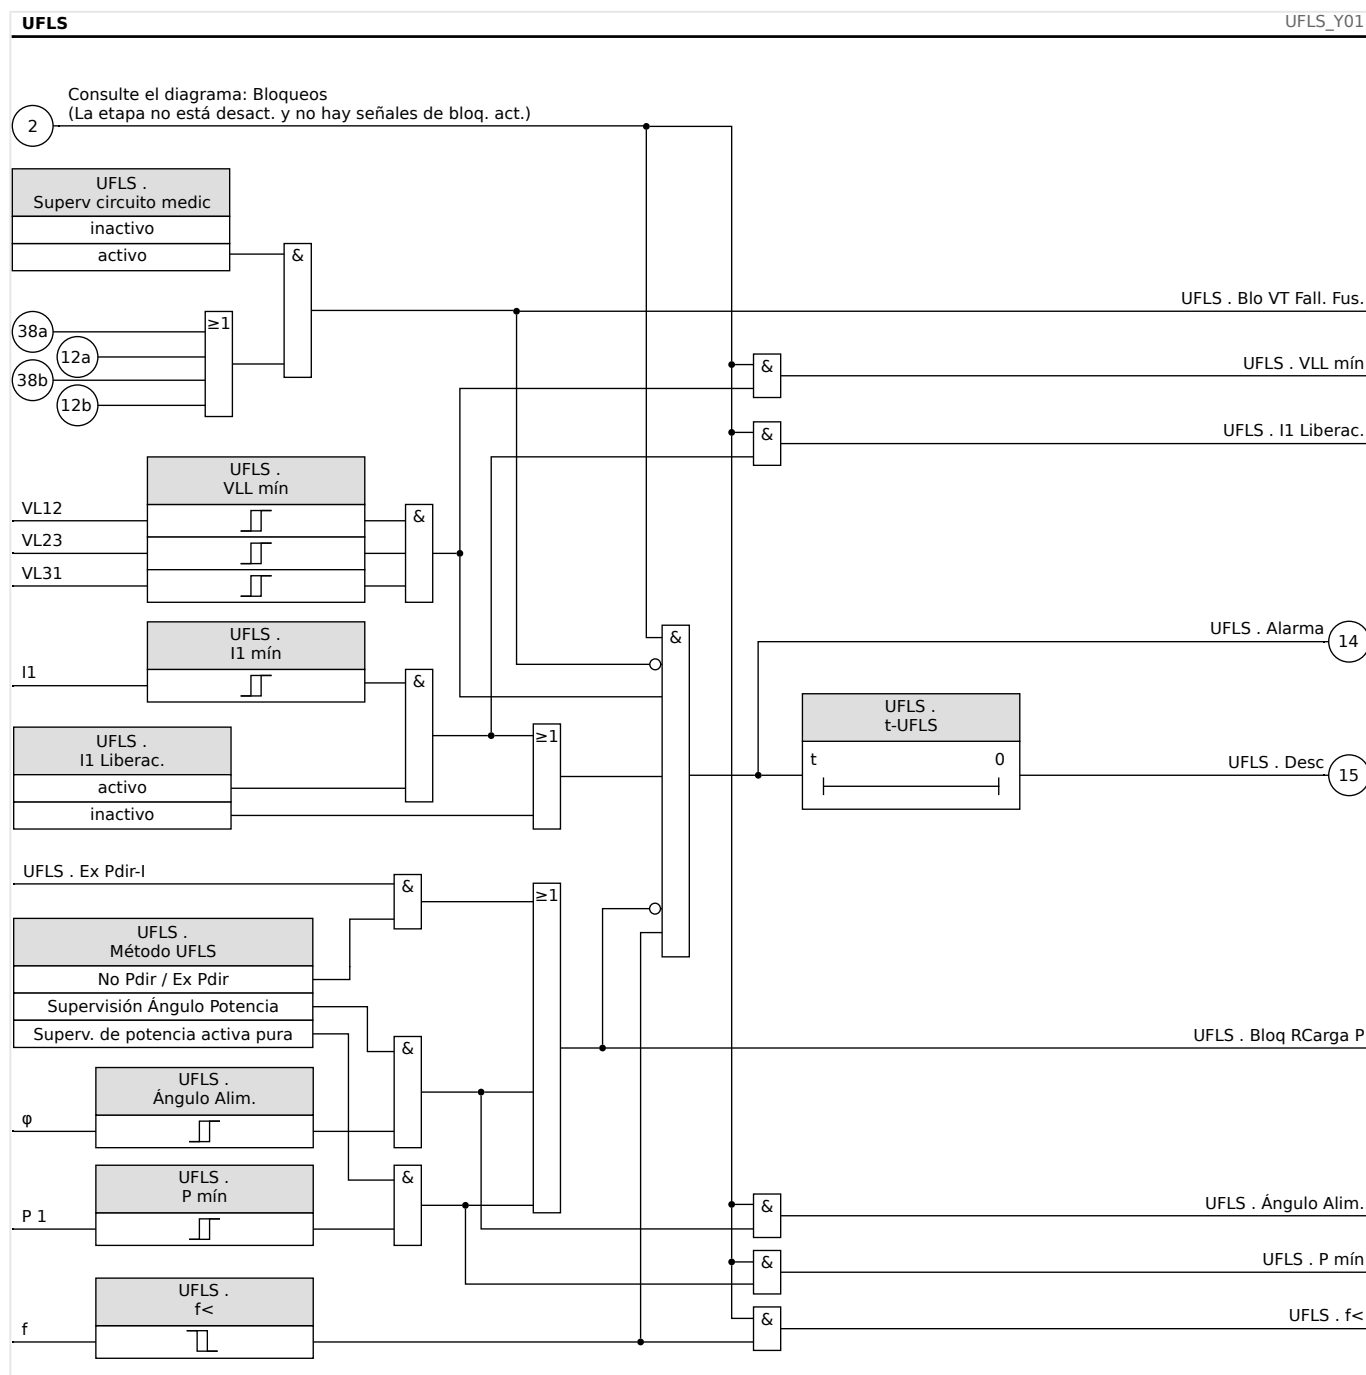 UFLS
UFLS_Y01
Consulte el diagrama: Bloqueos
(La etapa no está desact. y no hay señales de bloq. act.)
2
UFLS .
Superv circuito medic
inactivo
activo
&
UFLS . Blo VT Fall. Fus.
38a
≥1
12a
38b
12b
&
UFLS . VLL mín
&
UFLS . I1 Liberac.
UFLS .
VLL mín
VL12
&
VL23
VL31
UFLS .
I1 mín
I1
&
&
UFLS . Alarma
14
UFLS .
I1 Liberac.
activo
inactivo
≥1
UFLS .
t-UFLS
t
0
UFLS . Desc
15
UFLS . Ex Pdir-I
&
≥1
UFLS .
Método UFLS
No Pdir / Ex Pdir
Supervisión Ángulo Potencia
Superv. de potencia activa pura
&
UFLS . Bloq RCarga P
UFLS .
Ángulo Alim.
φ
UFLS .
P mín
P 1
&
&
UFLS . Ángulo Alim.
&
UFLS . P mín
UFLS .
f<
f
&
UFLS . f<